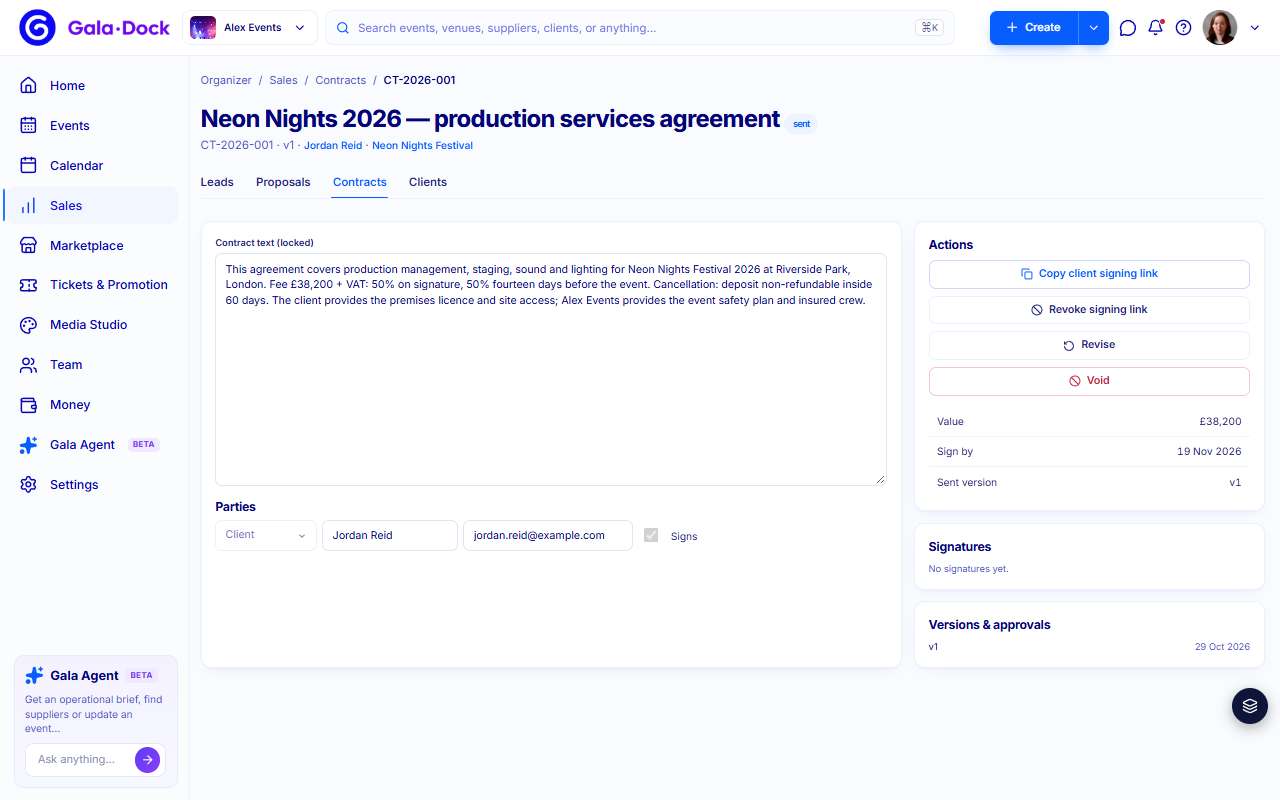 Gala·Dock
Alex Events
Search events, venues, suppliers, clients, or anything...
⌘K
Create
Home
Events
Calendar
Sales
Marketplace
Tickets & Promotion
Media Studio
Team
Money
Gala Agent BETA
Settings
Gala Agent BETA
Get an operational brief, find
suppliers or update an
event...
Ask anything...
Organizer / Sales / Contracts / CT-2026-001
Neon Nights 2026 — production services agreement sent
CT-2026-001 · v1 · Jordan Reid · Neon Nights Festival
Leads Proposals Contracts Clients
Contract text (locked)
This agreement covers production management, staging, sound and lighting for Neon Nights Festival 2026 at Riverside Park,
London. Fee £38,200 + VAT: 50% on signature, 50% fourteen days before the event. Cancellation: deposit non-refundable inside
60 days. The client provides the premises licence and site access; Alex Events provides the event safety plan and insured crew.
Parties
Client Jordan Reid jordan.reid@example.com Signs
Actions
Copy client signing link
Revoke signing link
Revise
Void
Value £38,200
Sign by 19 Nov 2026
Sent version v1
Signatures
No signatures yet.
Versions & approvals
v1 29 Oct 2026